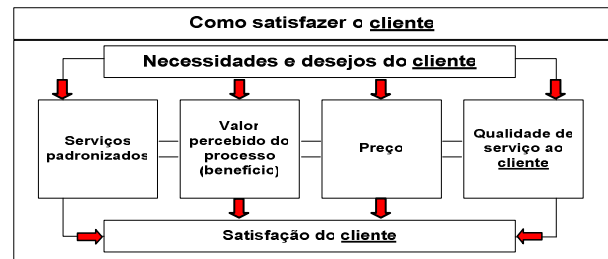 Como satisfazer o cliente
Necessidades e desejos do cliente
Serviços
padronizados
Valor
percebido do
processo
(benefício)
Preço
Qualidade de
serviço ao
cliente
Satisfação do cliente